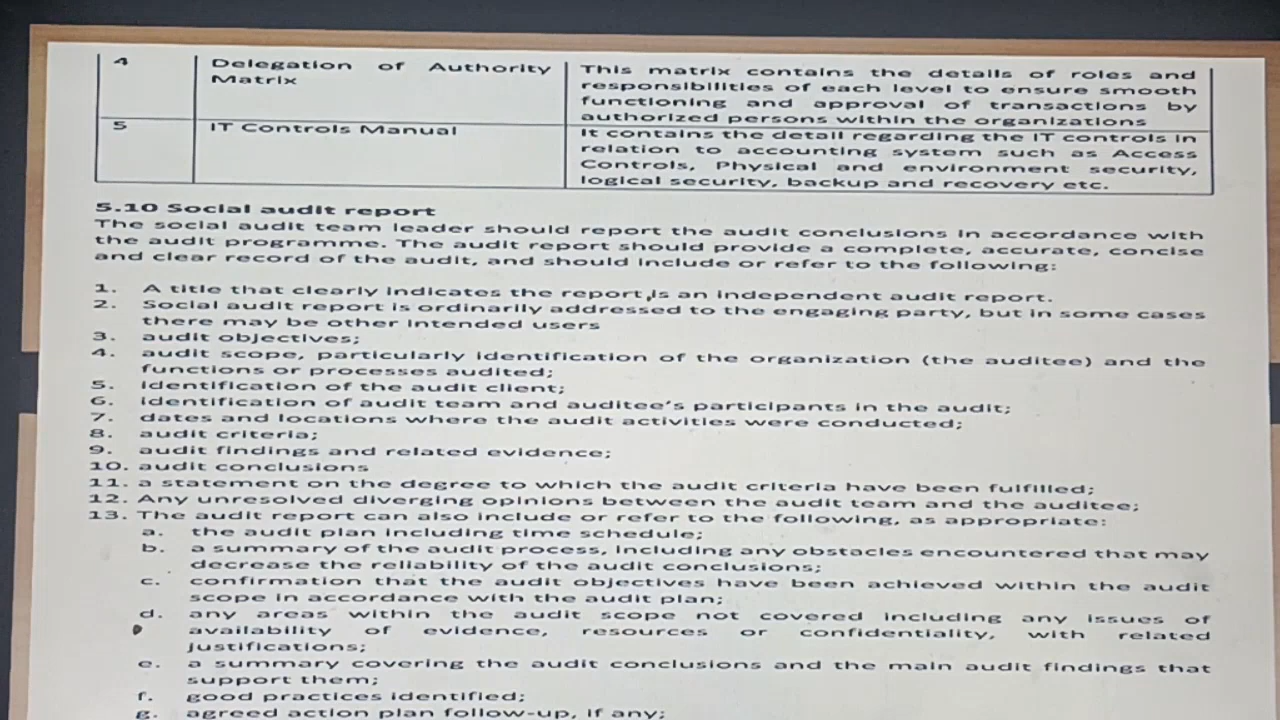 4 Delegation of Authority Matrix
This matrix contains the details of roles and
responsibilities of each level to ensure smooth
functioning and approval of transactions by
authorized persons within the organizations
5 IT Controls Manual
It contains the detail regarding the IT controls in
relation to accounting system such as Access
Controls, Physical and environment security,
logical security, backup and recovery etc.
5.10 Social audit report
The social audit team leader should report the audit conclusions in accordance with
the audit programme. The audit report should provide a complete, accurate, concise
and clear record of the audit, and should include or refer to the following:
1. A title that clearly indicates the report is an independent audit report.
2. Social audit report is ordinarily addressed to the engaging party, but in some cases
there may be other intended users
3. audit objectives;
4. audit scope, particularly identification of the organization (the auditee) and the
functions or processes audited;
5. identification of the audit client;
6. identification of audit team and auditee's participants in the audit;
7. dates and locations where the audit activities were conducted;
8. audit criteria;
9. audit findings and related evidence;
10. audit conclusions
11. a statement on the degree to which the audit criteria have been fulfilled;
12. Any unresolved diverging opinions between the audit team and the auditee;
13. The audit report can also include or refer to the following, as appropriate:
a. the audit plan including time schedule;
b. a summary of the audit process, including any obstacles encountered that may
decrease the reliability of the audit conclusions;
c. confirmation that the audit objectives have been achieved within the audit
scope in accordance with the audit plan;
d. any areas within the audit scope not covered including any issues of
availability of evidence, resources or confidentiality, with related
justifications;
e. a summary covering the audit conclusions and the main audit findings that
support them;
f. good practices identified;
g. agreed action plan follow-up, if any;